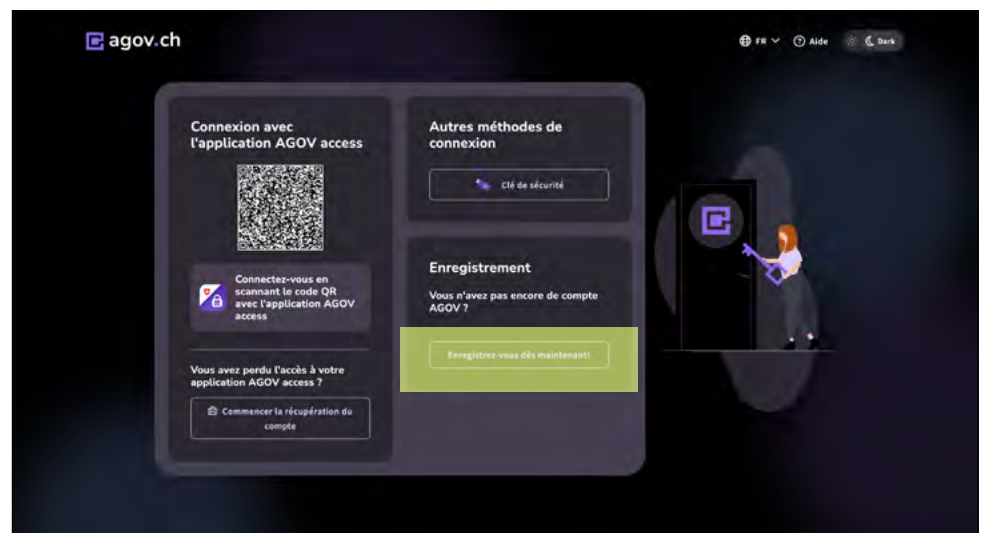 agov.ch
FR
Aide
Dark
Connexion avec
l'application AGOV access
Connectez-vous en
scannant le code QR
avec l'application AGOV
access
Vous avez perdu l'accès à votre
application AGOV access ?
Commencer la récupération du
compte
Autres méthodes de
connexion
Clé de sécurité
Enregistrement
Vous n'avez pas encore de compte
AGOV ?
Enregistrez-vous dès maintenant!